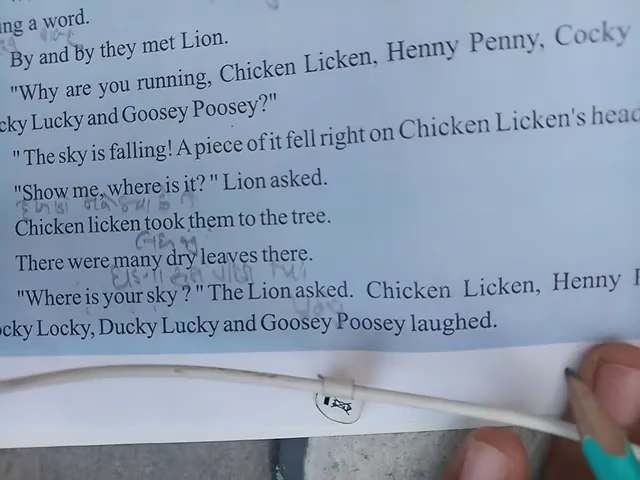 ing a word.
By and by they met Lion.
"Why are you running, Chicken Licken, Henny Penny, Cocky
cky Lucky and Goosey Poosey?"
"The sky is falling! A piece of it fell right on Chicken Licken's head
"Show me, where is it?" Lion asked.
Chicken licken took them to the tree.
There were many dry leaves there.
"Where is your sky ?" The Lion asked. Chicken Licken, Henny
ocky Locky, Ducky Lucky and Goosey Poosey laughed.